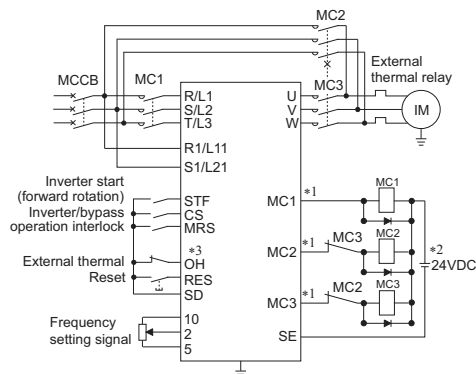 MC2
MCCB
MC1
MC3
External
thermal relay
R/L1
S/L2
T/L3
R1/L11
S1/L21
U
V
W
IM
Inverter start
(forward rotation)
Inverter/bypass
operation interlock
External thermal
Reset
STF
CS
MRS
*3
OH
RES
SD
Frequency
setting signal
10
2
5
MC1
*1
MC1
MC2
*1
MC3
MC2
*2
24VDC
MC3
*1
MC2
MC3
SE